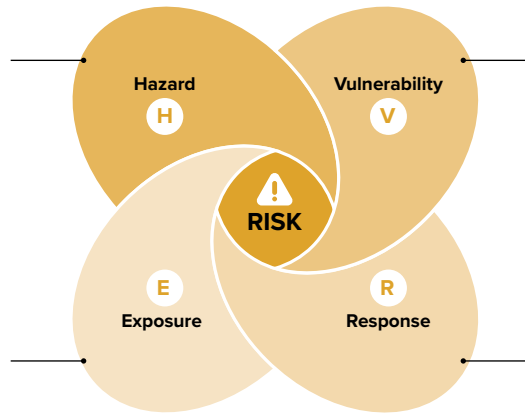 Hazard
H
Vulnerability
V
RISK
E
Exposure
R
Response